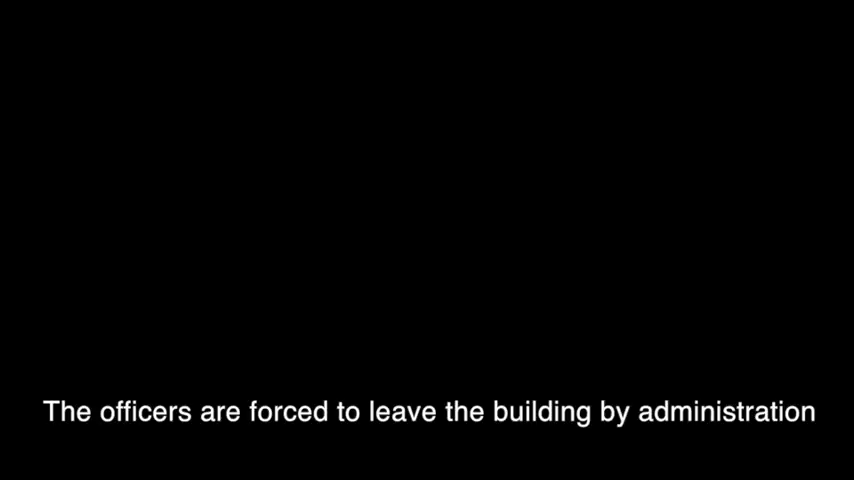 The officers are forced to leave the building by administration